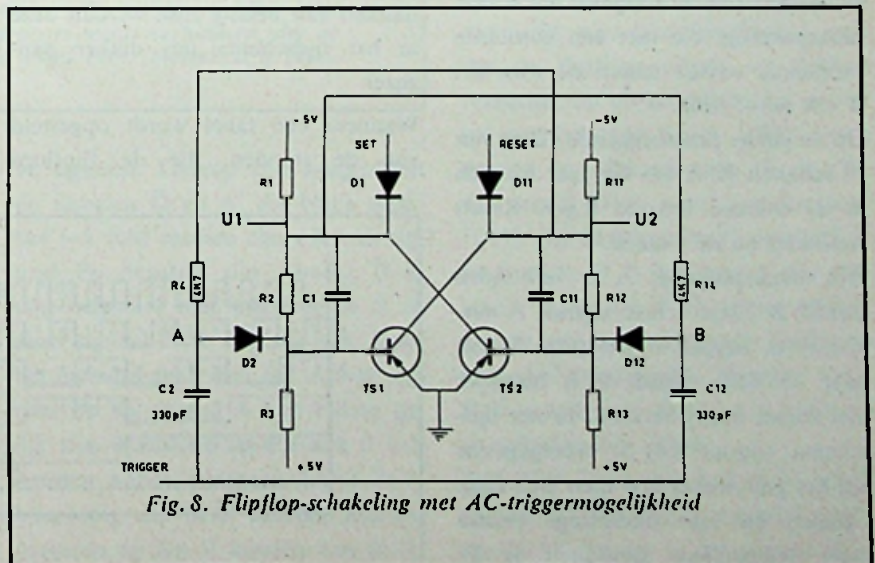 -5V
-5V
SET
RESET
R1
D1
D11
R11
U1
U2
R4
4K7
R2
C1
C11
R12
4K7
R14
A
B
D2
D12
C2
330pF
R3
TS1
TS2
R13
C12
330pF
TRIGGER
+5V
+5V
Fig. 8. Flipflop-schakeling met AC-triggermogelijkheid